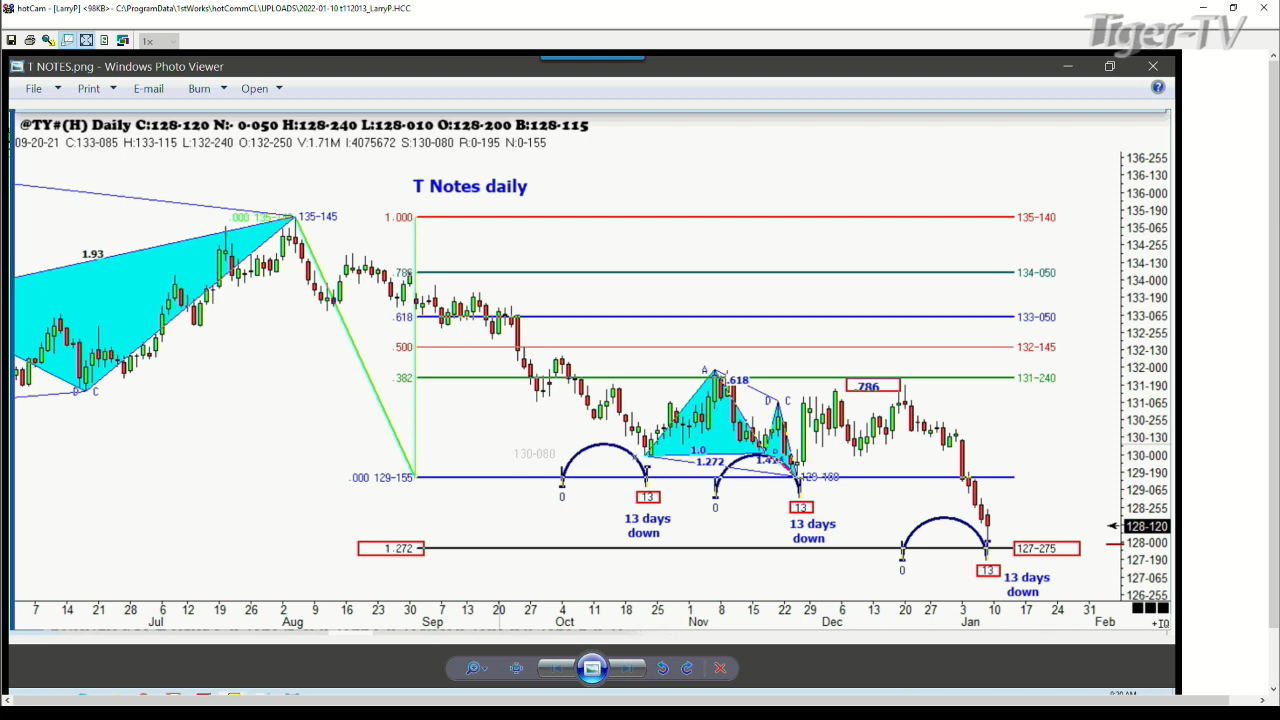 hotCam - [LarryP] <98KB>- C:\ProgramData\1stWorks\hotCommCL\UPLOADS\2022-01-10 t112013_LarryP.HCC
Tiger-TV
1x
T NOTES.png - Windows Photo Viewer
File Print E-mail Burn Open
@TY#(H) Daily C:128-120 N:- 0-050 H:128-240 L:128-010 O:128-200 B:128-115
09-20-21 C:133-085 H:133-115 L:132-240 O:132-250 V:1.71M I:4075672 S:130-080 R:0-195 N:0-155
T Notes daily
136-255
136-130
136-000
135-190
135-065
134-255
134-130
134-000
133-190
133-065
132-255
132-130
132-000
131-190
131-065
130-255
130-130
130-000
129-190
129-065
128-255
128-120
128-000
127-190
127-065
126-255
135-145
1.000 135-140
1.93
.786 134-050
.618 133-050
.500 132-145
.382 131-240
A .618
.786
D C
D C
130-080
1.0
1.272
.000 129-155
0 13
13 days
down
0 13
13 days
down
1.272 127-275
0 13
13 days
down
7 14 21 28 6 12 19 26 2 9 16 23 30 7 13 20 27 4 11 18 25 1 8 15 22 29 6 13 20 27 3 10 17 24 31
Jul Aug Sep Oct Nov Dec Jan Feb